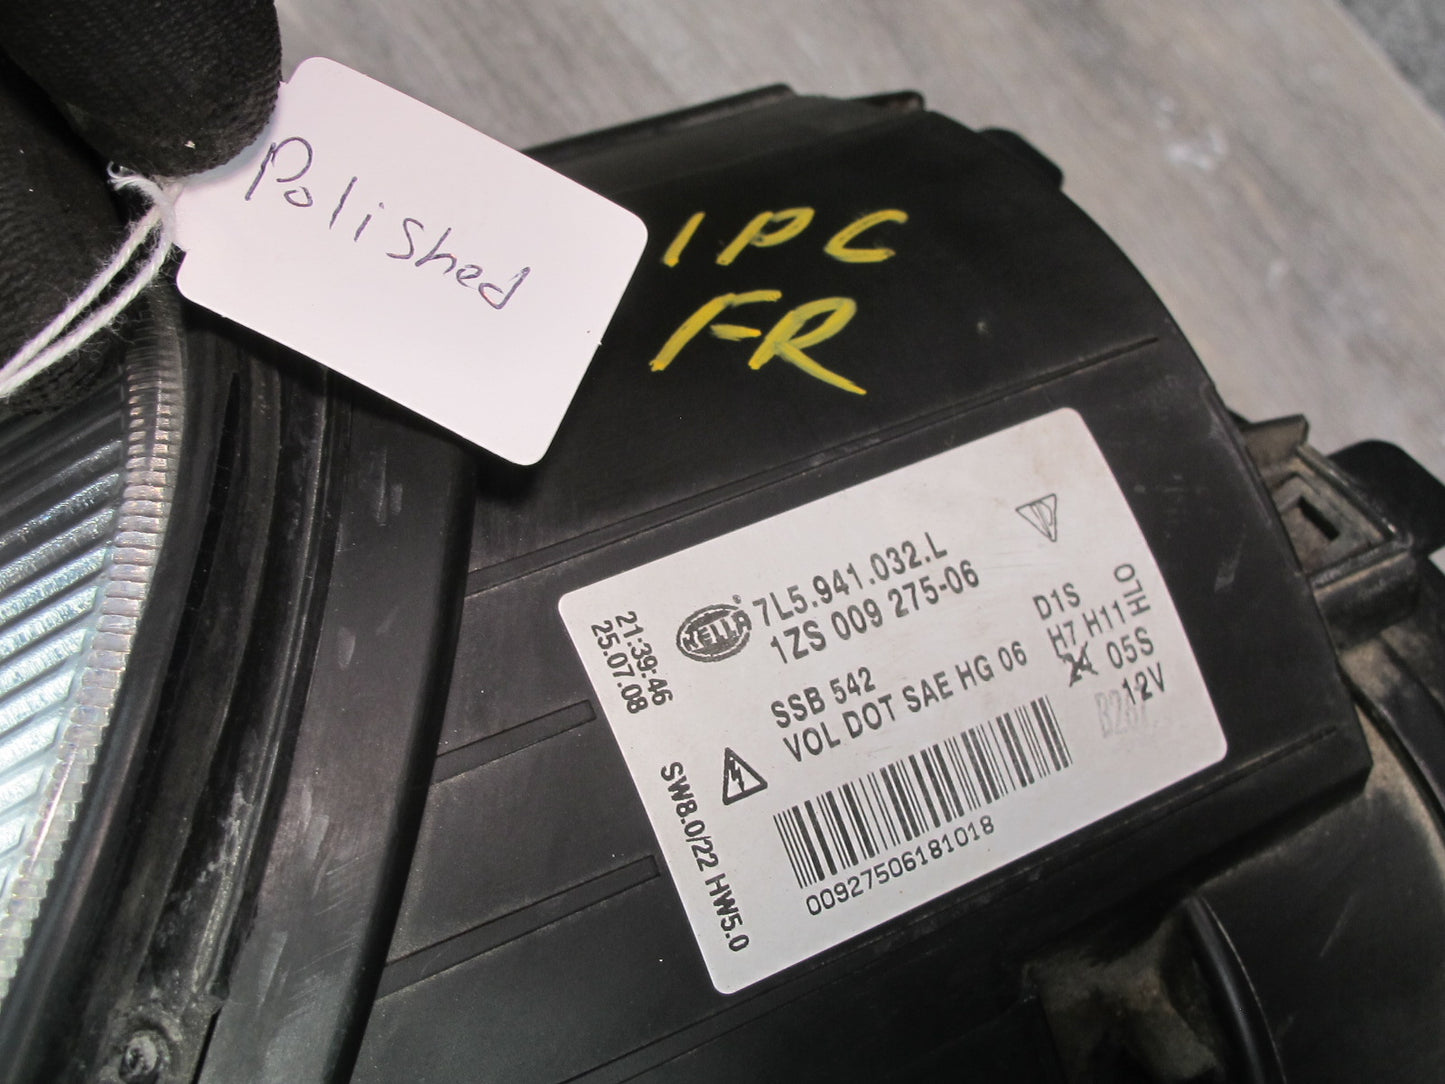 Polished
1PC
FR
21:39:46
25.07.08
HELLA
7L5.941.032.L
1ZS 009 275-06
SSB 542
VOL DOT SAE HG 06
D1S
H7 H11 HLO
05S
12V
SW8.0/22 HW5.0
00927506181018